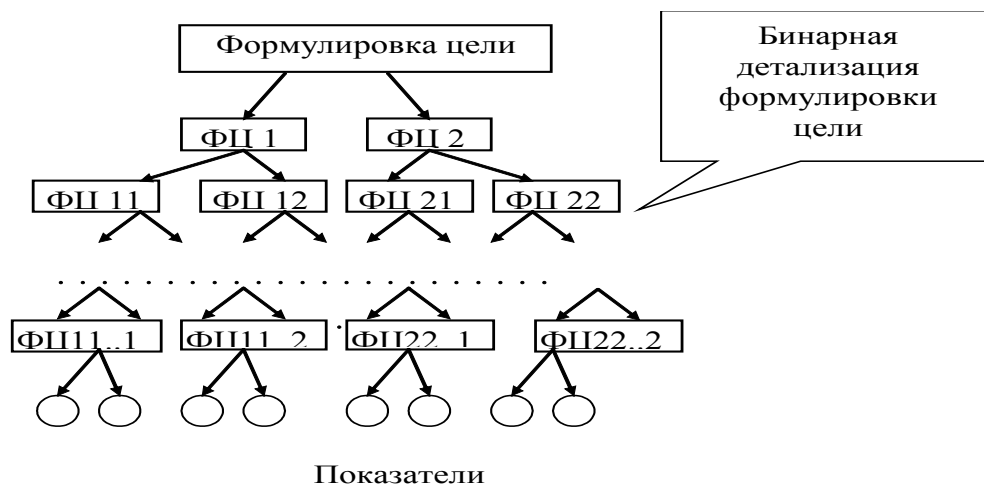 Формулировка цели
Бинарная
детализация
формулировки
цели
ФЦ 1
ФЦ 2
ФЦ 11
ФЦ 12
ФЦ 21
ФЦ 22
ФЦ11..1
ФЦ11..2
ФЦ22..1
ФЦ22..2
Показатели